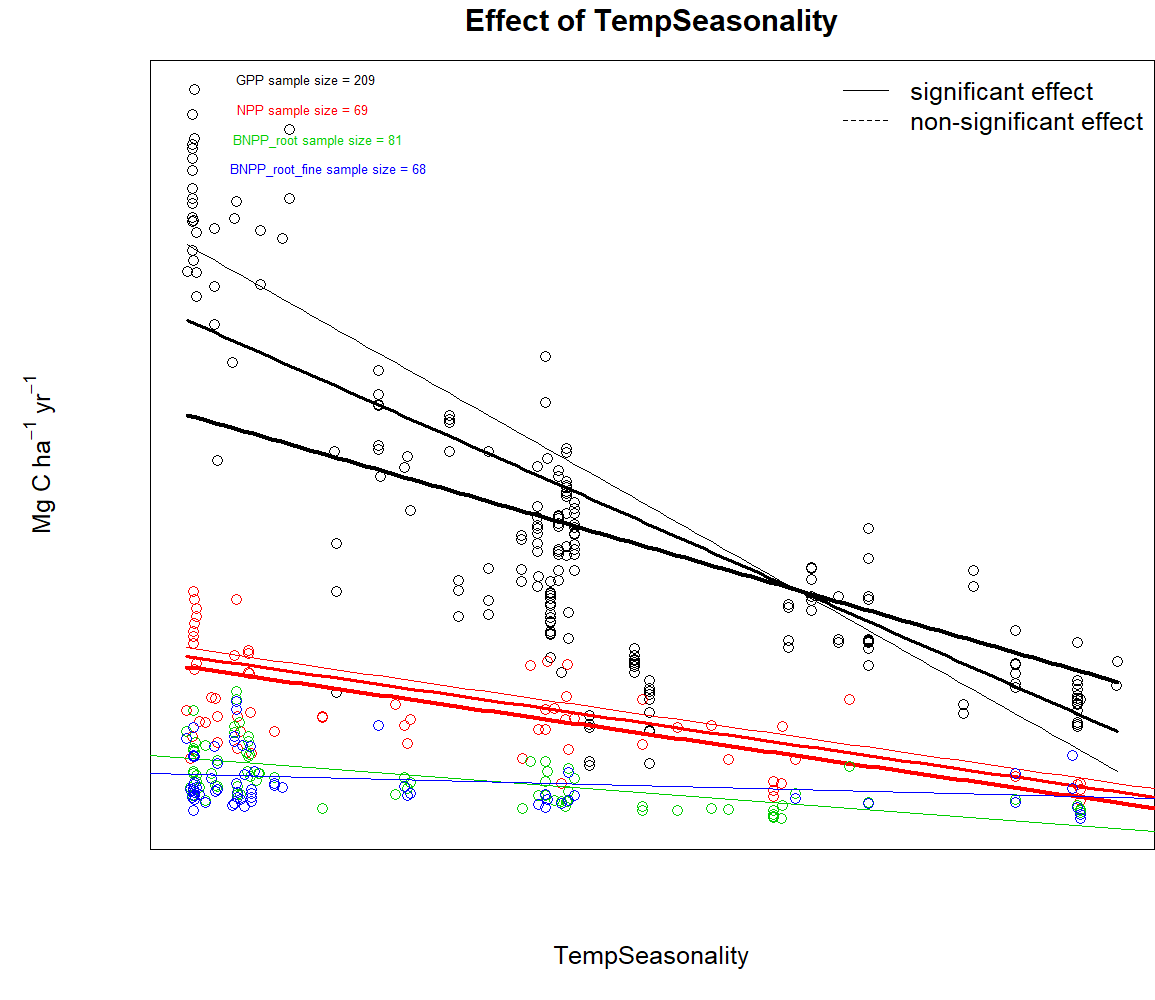 Effect of TempSeasonality
GPP sample size = 209
NPP sample size = 69
BNPP_root sample size = 81
BNPP_root_fine sample size = 68
significant effect
non-significant effect
Mg C ha⁻¹ yr⁻¹
TempSeasonality